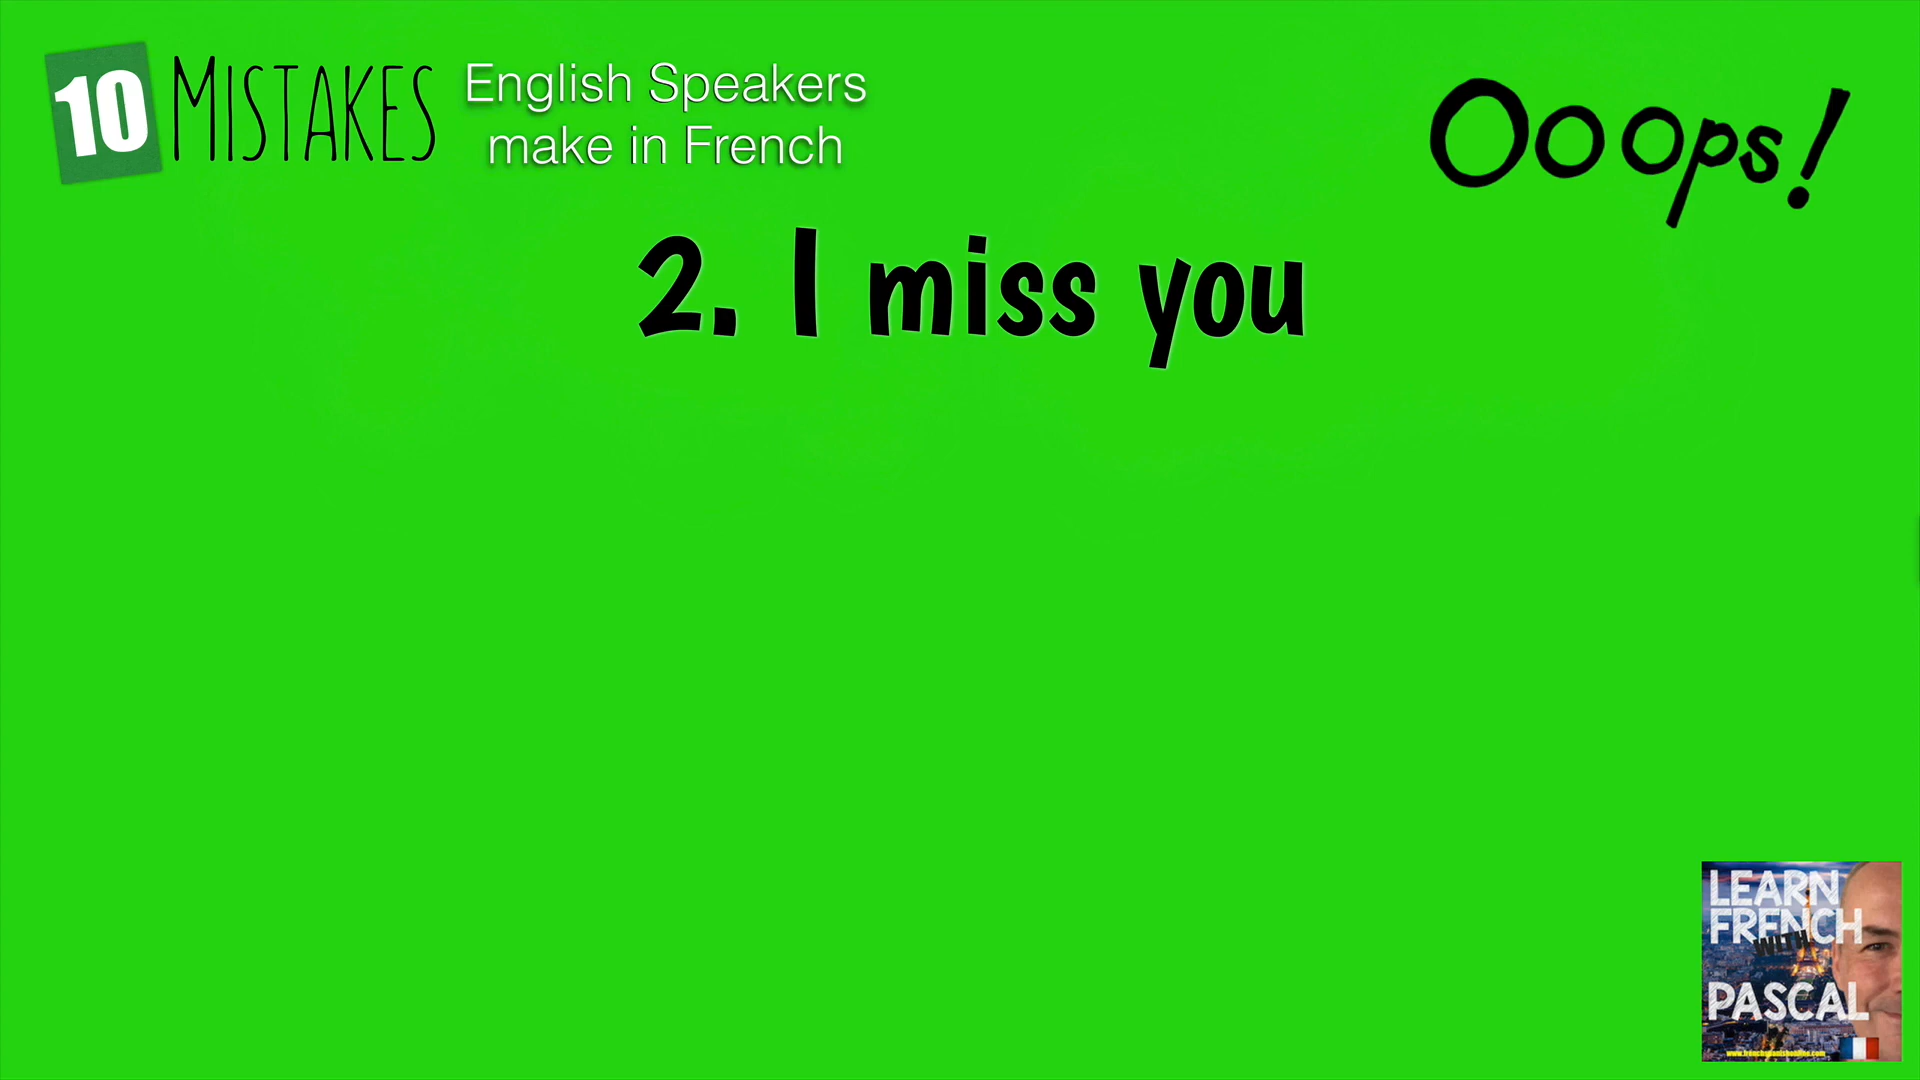 10 MISTAKES
English Speakers
make in French
Ooops!
2. I miss you
LEARN
FRENCH
WITH
PASCAL